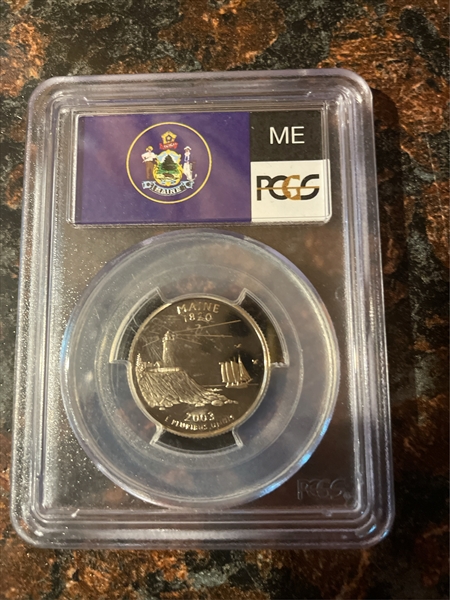 ME
MAINE
PCGS
MAINE
1820
2003
E PLURIBUS UNUM
PCGS